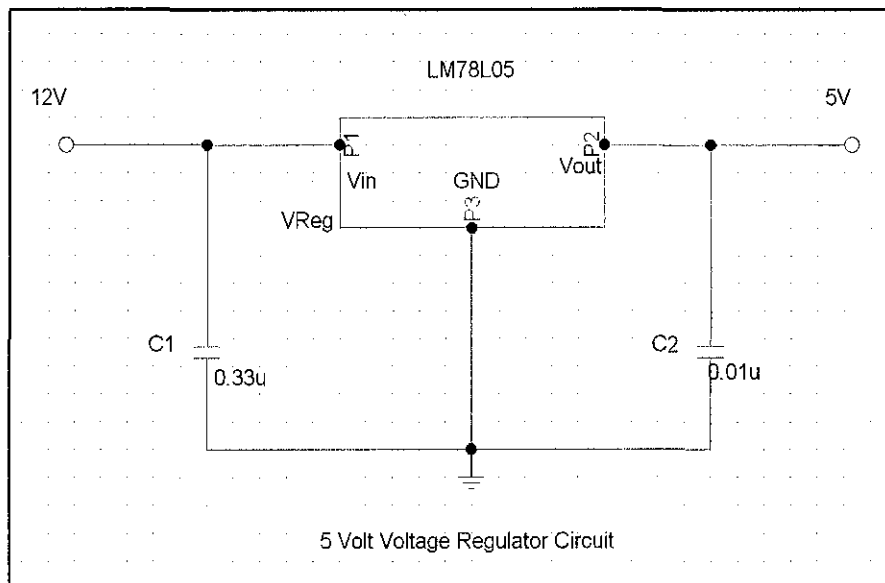 LM78L05
12V
5V
P1
P2
Vin
GND
Vout
P3
VReg
C1
0.33u
C2
0.01u
5 Volt Voltage Regulator Circuit